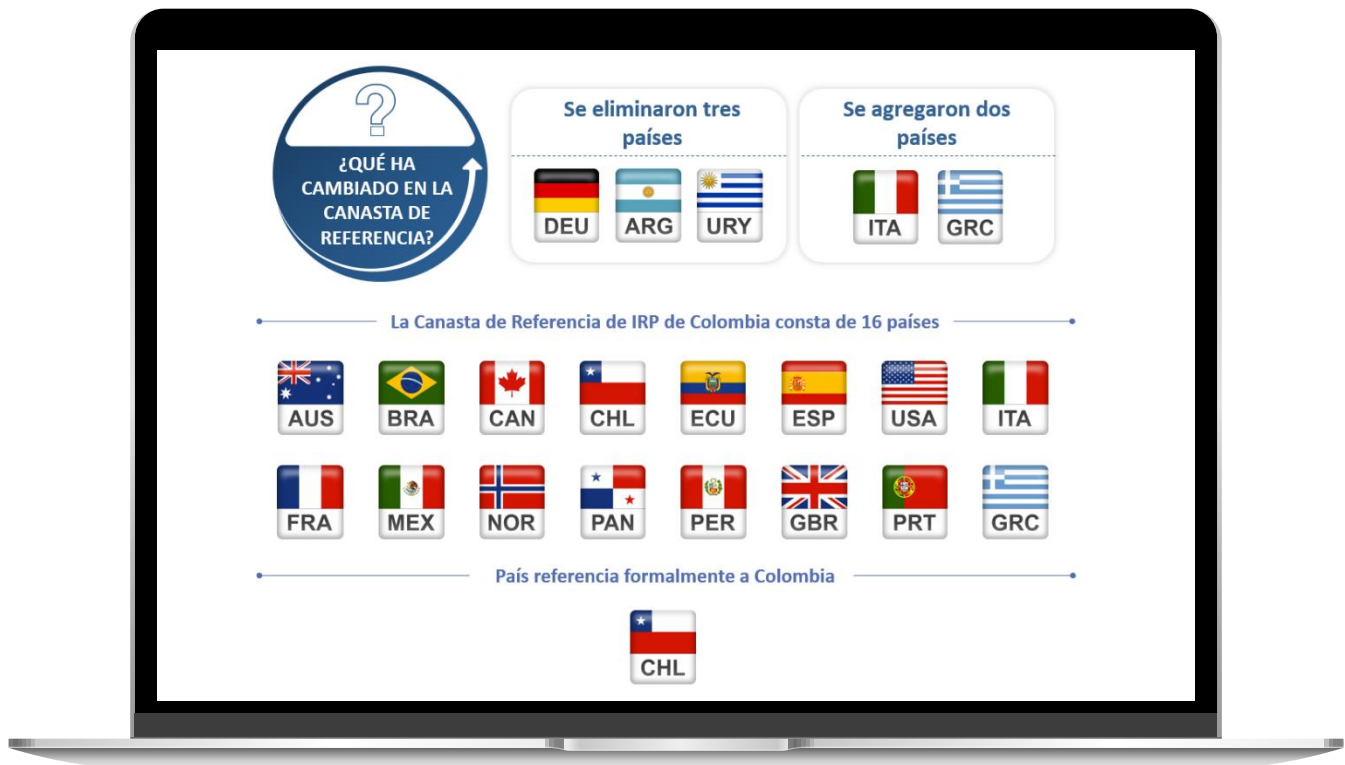 ¿QUÉ HA
CAMBIADO EN LA
CANASTA DE
REFERENCIA?
Se eliminaron tres
países
DEU ARG URY
Se agregaron dos
países
ITA GRC
La Canasta de Referencia de IRP de Colombia consta de 16 países
AUS BRA CAN CHL ECU ESP USA ITA
FRA MEX NOR PAN PER GBR PRT GRC
País referencia formalmente a Colombia
CHL